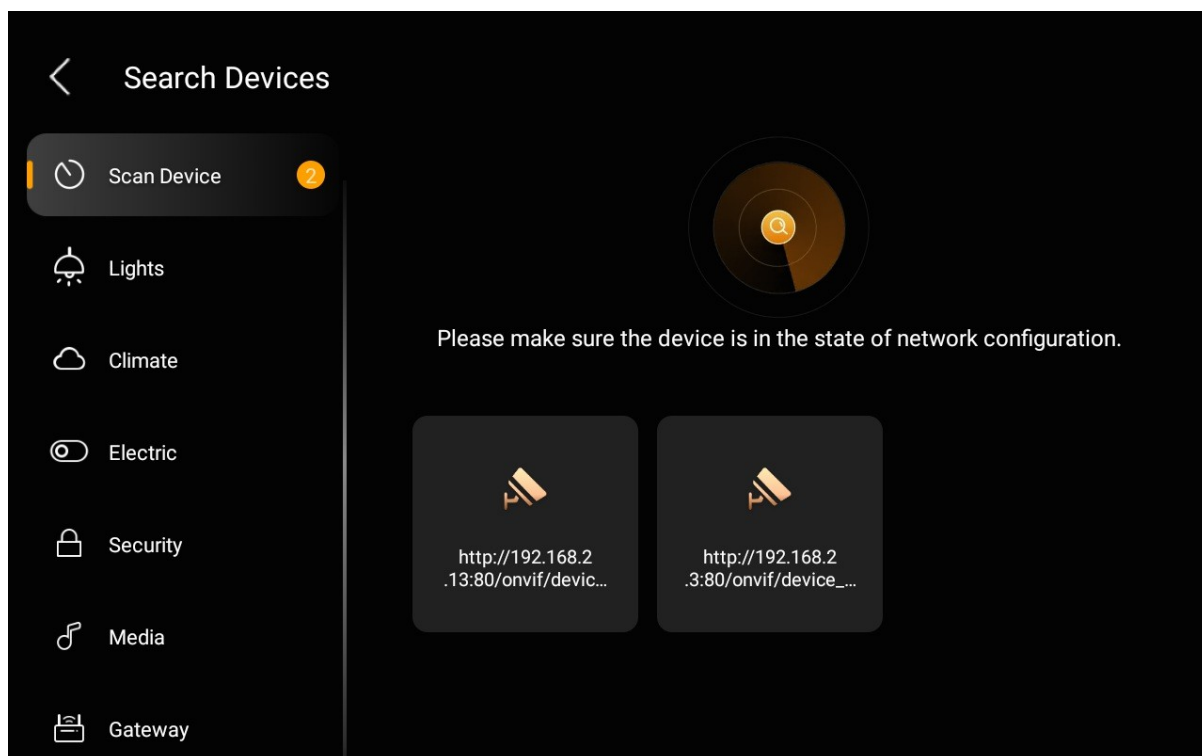 Search Devices
Scan Device
2
Lights
Climate
Electric
Security
Media
Gateway
Please make sure the device is in the state of network configuration.
http://192.168.2
.13:80/onvif/devic...
http://192.168.2
.3:80/onvif/device_...